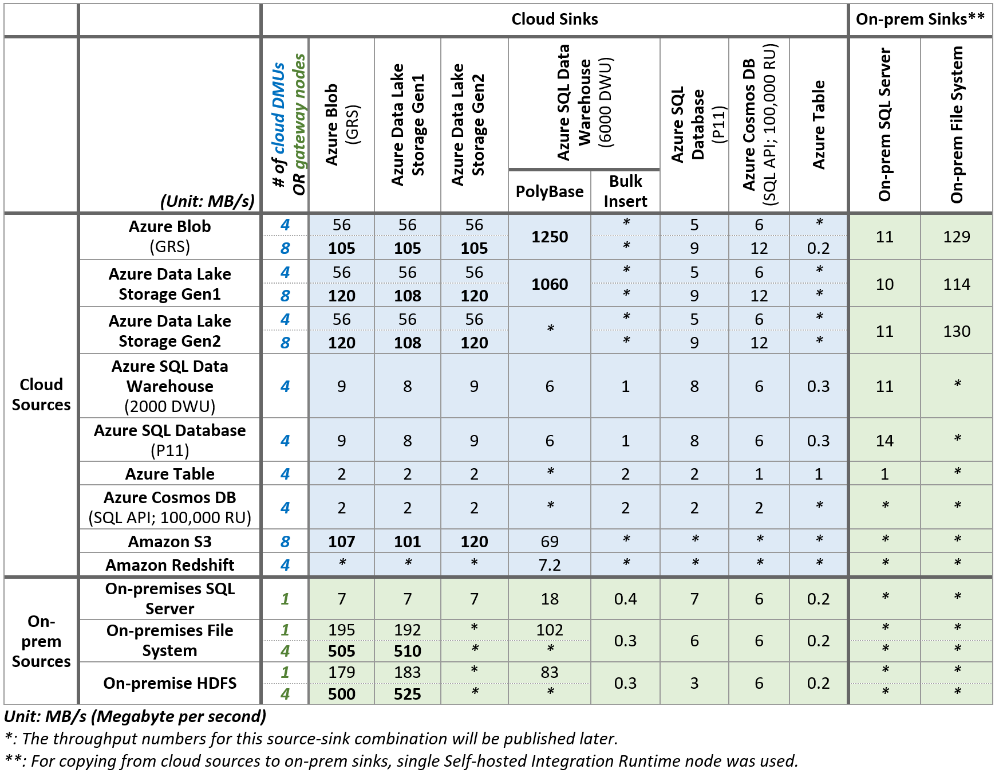 Cloud Sinks On-prem Sinks**
(Unit: MB/s)
# of cloud DMUs
OR gateway nodes
Azure Blob
(GRS)
Azure Data Lake
Storage Gen1
Azure Data Lake
Storage Gen2
Azure SQL Data
Warehouse
(6000 DWU)
PolyBase
Bulk
Insert
Azure SQL
Database
(P11)
Azure Cosmos DB
(SQL API; 100,000 RU)
Azure Table
On-prem SQL Server
On-prem File System
Cloud
Sources
Azure Blob
(GRS)
4 56 56 56 1250 * 5 6 * 11 129
8 105 105 105 * 9 12 0.2
Azure Data Lake
Storage Gen1
4 56 56 56 1060 * 5 6 * 10 114
8 120 108 120 * 9 12 *
Azure Data Lake
Storage Gen2
4 56 56 56 * * 5 6 * 11 130
8 120 108 120 * 9 12 *
Azure SQL Data
Warehouse
(2000 DWU)
4 9 8 9 6 1 8 6 0.3 11 *
Azure SQL Database
(P11)
4 9 8 9 6 1 8 6 0.3 14 *
Azure Table 4 2 2 2 * 2 2 1 1 1 *
Azure Cosmos DB
(SQL API; 100,000 RU)
4 2 2 2 * 2 2 2 * * *
Amazon S3 8 107 101 120 69 * * * * * *
Amazon Redshift 4 * * * 7.2 * * * * * *
On-
prem
Sources
On-premises SQL
Server
1 7 7 7 18 0.4 7 6 0.2 * *
On-premises File
System
1 195 192 * 102 0.3 6 6 0.2 * *
4 505 510 * * * *
On-premise HDFS
1 179 183 * 83 0.3 3 6 0.2 * *
4 500 525 * * * *
Unit: MB/s (Megabyte per second)
*: The throughput numbers for this source-sink combination will be published later.
**: For copying from cloud sources to on-prem sinks, single Self-hosted Integration Runtime node was used.